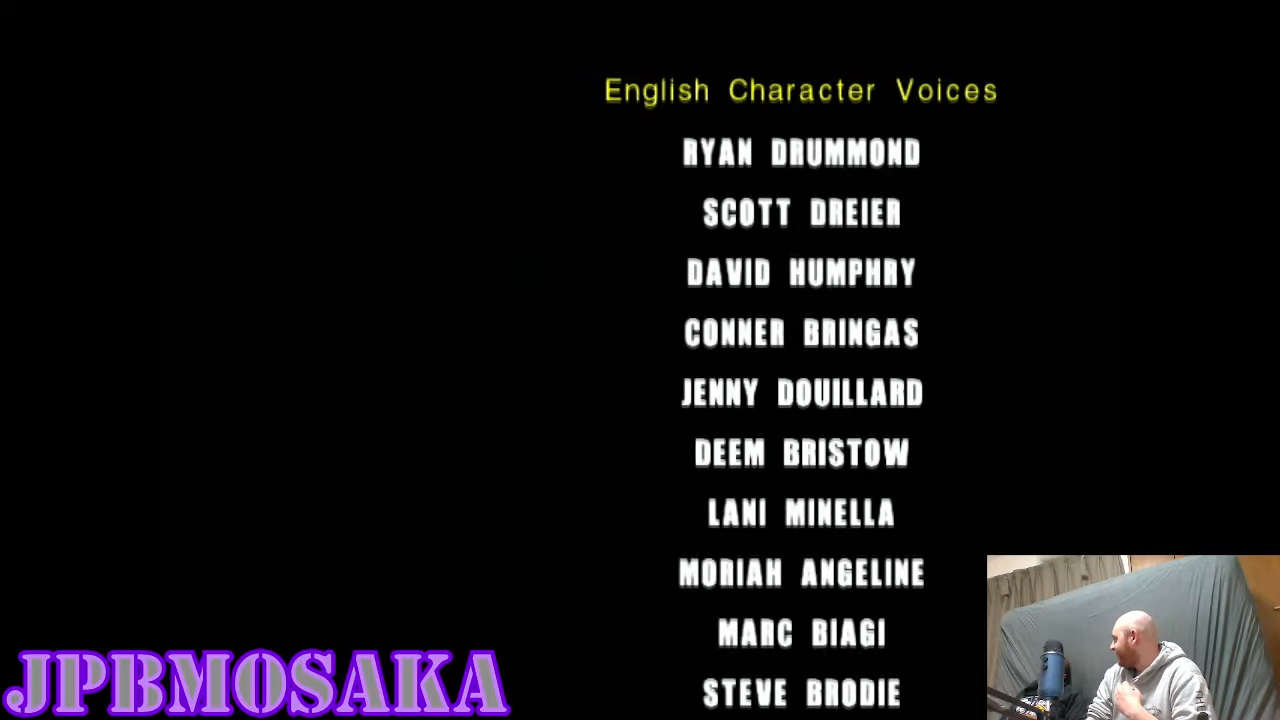 English Character Voices
RYAN DRUMMOND
SCOTT DREIER
DAVID HUMPHRY
CONNER BRINGAS
JENNY DOUILLARD
DEEM BRISTOW
LANI MINELLA
MORIAH ANGELINE
MARC BIAGI
STEVE BRODIE
JPBMOSAKA